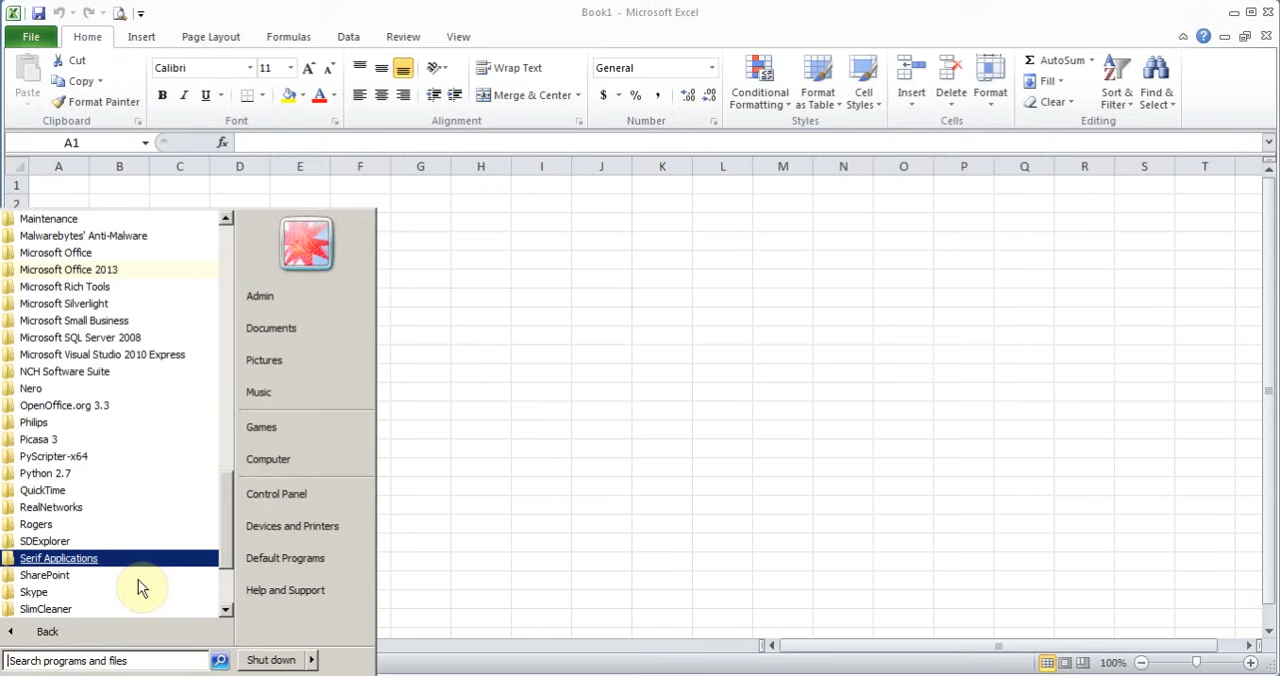 Book1 - Microsoft Excel
File Home Insert Page Layout Formulas Data Review View
Cut
Copy
Format Painter
Paste
Clipboard
Calibri 11
B I U A
Font
Wrap Text
Merge & Center
Alignment
General
$ % ,
Number
Conditional Formatting
Format as Table
Cell Styles
Styles
Insert Delete Format
Cells
Σ AutoSum
Fill
Clear
Sort & Filter
Find & Select
Editing
A1 fx
A B C D E F G H I J K L M N O P Q R S T
1
2
Maintenance
Malwarebytes' Anti-Malware
Microsoft Office
Microsoft Office 2013
Microsoft Rich Tools
Microsoft Silverlight
Microsoft Small Business
Microsoft SQL Server 2008
Microsoft Visual Studio 2010 Express
NCH Software Suite
Nero
OpenOffice.org 3.3
Philips
Picasa 3
PyScripter-x64
Python 2.7
QuickTime
RealNetworks
Rogers
SDExplorer
Serif Applications
SharePoint
Skype
SlimCleaner
Back
Search programs and files
Admin
Documents
Pictures
Music
Games
Computer
Control Panel
Devices and Printers
Default Programs
Help and Support
Shut down
100%